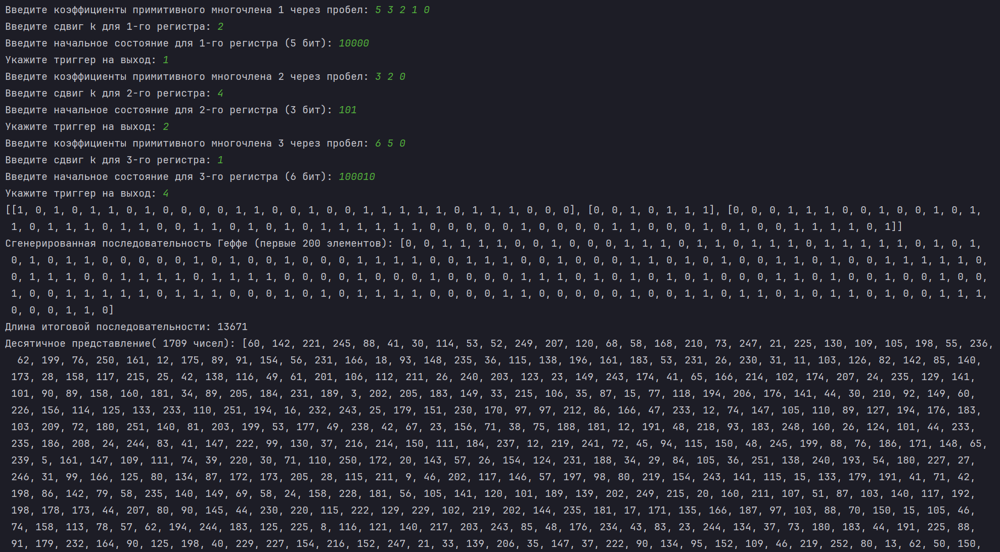 Введите коэффициенты примитивного многочлена 1 через пробел: 5 3 2 1 0
Введите сдвиг k для 1-го регистра: 2
Введите начальное состояние для 1-го регистра (5 бит): 10000
Укажите триггер на выход: 1
Введите коэффициенты примитивного многочлена 2 через пробел: 3 2 0
Введите сдвиг k для 2-го регистра: 4
Введите начальное состояние для 2-го регистра (3 бит): 101
Укажите триггер на выход: 2
Введите коэффициенты примитивного многочлена 3 через пробел: 6 5 0
Введите сдвиг k для 3-го регистра: 1
Введите начальное состояние для 3-го регистра (6 бит): 100010
Укажите триггер на выход: 4
[[1, 0, 1, 0, 1, 1, 0, 1, 0, 0, 0, 0, 1, 1, 0, 0, 1, 0, 0, 1, 1, 1, 1, 1, 0, 1, 1, 1, 0, 0, 0], [0, 0, 1, 0, 1, 1, 1], [0, 0, 0, 1, 1, 1, 0, 0, 1, 0, 0, 1, 0, 1,
1, 0, 1, 1, 1, 0, 1, 1, 0, 0, 1, 1, 0, 1, 0, 1, 0, 1, 1, 1, 1, 1, 1, 0, 0, 0, 0, 0, 1, 0, 0, 0, 0, 1, 1, 0, 0, 0, 1, 0, 1, 0, 0, 1, 1, 1, 1, 0, 1]]
Сгенерированная последовательность Геффе (первые 200 элементов): [0, 0, 1, 1, 1, 1, 0, 0, 1, 0, 0, 0, 1, 1, 1, 0, 1, 1, 0, 1, 1, 1, 0, 1, 1, 1, 1, 1, 0, 1, 0, 1,
0, 1, 0, 1, 1, 0, 0, 0, 0, 0, 1, 0, 1, 0, 0, 1, 0, 0, 0, 1, 1, 1, 1, 0, 0, 1, 1, 1, 0, 0, 1, 0, 0, 0, 1, 1, 0, 1, 0, 1, 0, 0, 1, 1, 0, 1, 0, 0, 1, 1, 1, 1, 1, 0,
0, 1, 1, 1, 0, 0, 1, 1, 1, 1, 0, 1, 1, 1, 1, 0, 0, 0, 0, 1, 0, 0, 0, 1, 0, 0, 0, 0, 1, 1, 1, 0, 1, 0, 1, 0, 1, 0, 1, 0, 0, 0, 1, 1, 0, 1, 0, 0, 1, 0, 0, 1, 0, 0,
1, 0, 0, 1, 1, 1, 1, 1, 0, 1, 1, 1, 0, 0, 0, 1, 0, 1, 0, 1, 1, 1, 1, 0, 0, 0, 0, 1, 1, 0, 0, 0, 0, 0, 1, 0, 0, 1, 1, 0, 1, 1, 0, 1, 0, 1, 1, 0, 1, 0, 0, 1, 1, 1,
0, 0, 0, 1, 1, 0]
Длина итоговой последовательности: 13671
Десятичное представление( 1709 чисел): [60, 142, 221, 245, 88, 41, 30, 114, 53, 52, 249, 207, 120, 68, 58, 168, 210, 73, 247, 21, 225, 130, 109, 105, 198, 55, 236,
62, 199, 76, 250, 161, 12, 175, 89, 91, 154, 56, 231, 166, 18, 93, 148, 235, 36, 115, 138, 196, 161, 183, 53, 231, 26, 230, 31, 11, 103, 126, 82, 142, 85, 140,
173, 28, 158, 117, 215, 25, 42, 138, 116, 49, 61, 201, 106, 112, 211, 26, 240, 203, 123, 23, 149, 243, 174, 41, 65, 166, 214, 102, 174, 207, 24, 235, 129, 141,
101, 90, 89, 158, 160, 181, 34, 89, 205, 184, 231, 189, 3, 202, 205, 183, 149, 33, 215, 106, 35, 87, 15, 77, 118, 194, 206, 176, 141, 44, 30, 210, 92, 149, 60,
226, 156, 114, 125, 133, 233, 110, 251, 194, 16, 232, 243, 25, 179, 151, 230, 170, 97, 97, 212, 86, 166, 47, 233, 12, 74, 147, 105, 110, 89, 127, 194, 176, 183,
103, 209, 72, 180, 251, 140, 81, 203, 199, 53, 177, 49, 238, 42, 67, 23, 156, 71, 38, 75, 188, 181, 12, 191, 48, 218, 93, 183, 248, 160, 26, 124, 101, 44, 233,
235, 186, 208, 24, 244, 83, 41, 147, 222, 99, 130, 37, 216, 214, 150, 111, 184, 237, 12, 219, 241, 72, 45, 94, 115, 150, 48, 245, 199, 88, 76, 186, 171, 148, 65,
239, 5, 161, 147, 109, 111, 74, 39, 220, 30, 71, 110, 250, 172, 20, 143, 57, 26, 154, 124, 231, 188, 34, 29, 84, 105, 36, 251, 138, 240, 193, 54, 180, 227, 27,
246, 31, 99, 166, 125, 80, 134, 87, 172, 173, 205, 28, 115, 211, 9, 46, 202, 117, 146, 57, 197, 98, 80, 219, 154, 243, 141, 115, 15, 133, 179, 191, 41, 71, 42,
198, 86, 142, 79, 58, 235, 140, 149, 69, 58, 24, 158, 228, 181, 56, 105, 141, 120, 101, 189, 139, 202, 249, 215, 20, 160, 211, 107, 51, 87, 103, 140, 117, 192,
198, 178, 173, 44, 207, 80, 90, 145, 44, 230, 220, 115, 222, 129, 229, 102, 219, 202, 144, 235, 181, 17, 171, 135, 166, 187, 97, 103, 88, 70, 150, 15, 105, 46,
74, 158, 113, 78, 57, 62, 194, 244, 183, 125, 225, 8, 116, 121, 140, 217, 203, 243, 85, 48, 176, 234, 43, 83, 23, 244, 134, 37, 73, 180, 183, 44, 191, 225, 88,
91, 179, 232, 164, 90, 125, 198, 40, 229, 227, 154, 216, 152, 247, 21, 33, 139, 206, 35, 147, 37, 222, 90, 134, 95, 152, 109, 46, 219, 252, 80, 13, 62, 50, 150,